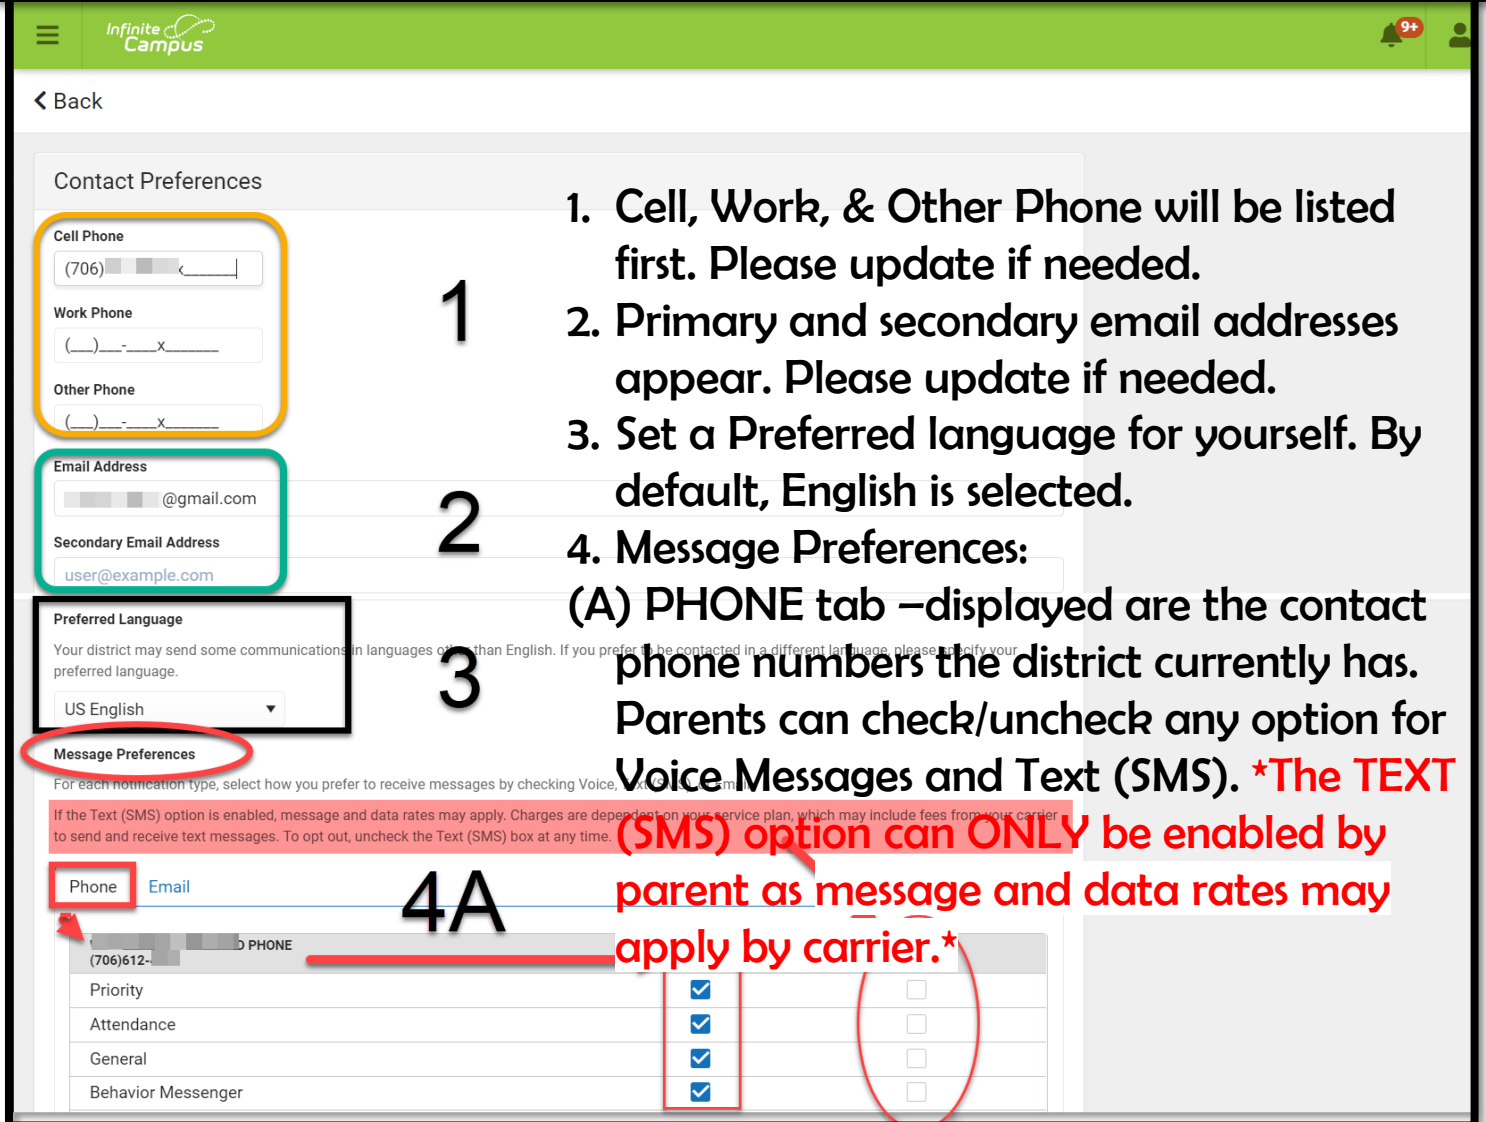 Infinite
Campus
9+
Back
Contact Preferences
Cell Phone
(706) x_______
Work Phone
(___)___-____x_______
Other Phone
(___)___-____x_______
Email Address
@gmail.com
Secondary Email Address
user@example.com
Preferred Language
Your district may send some communications in languages other than English. If you prefer to be contacted in a different language, please specify your
preferred language.
US English
Message Preferences
For each notification type, select how you prefer to receive messages by checking Voice, Text (SMS), or Email.
If the Text (SMS) option is enabled, message and data rates may apply. Charges are dependent on your service plan, which may include fees from your carrier
to send and receive text messages. To opt out, uncheck the Text (SMS) box at any time.
Phone Email
PHONE
(706)612-
Priority
Attendance
General
Behavior Messenger
1
2
3
4A
1. Cell, Work, & Other Phone will be listed
first. Please update if needed.
2. Primary and secondary email addresses
appear. Please update if needed.
3. Set a Preferred language for yourself. By
default, English is selected.
4. Message Preferences:
(A) PHONE tab –displayed are the contact
phone numbers the district currently has.
Parents can check/uncheck any option for
Voice Messages and Text (SMS). *The TEXT
(SMS) option can ONLY be enabled by
parent as message and data rates may
apply by carrier.*